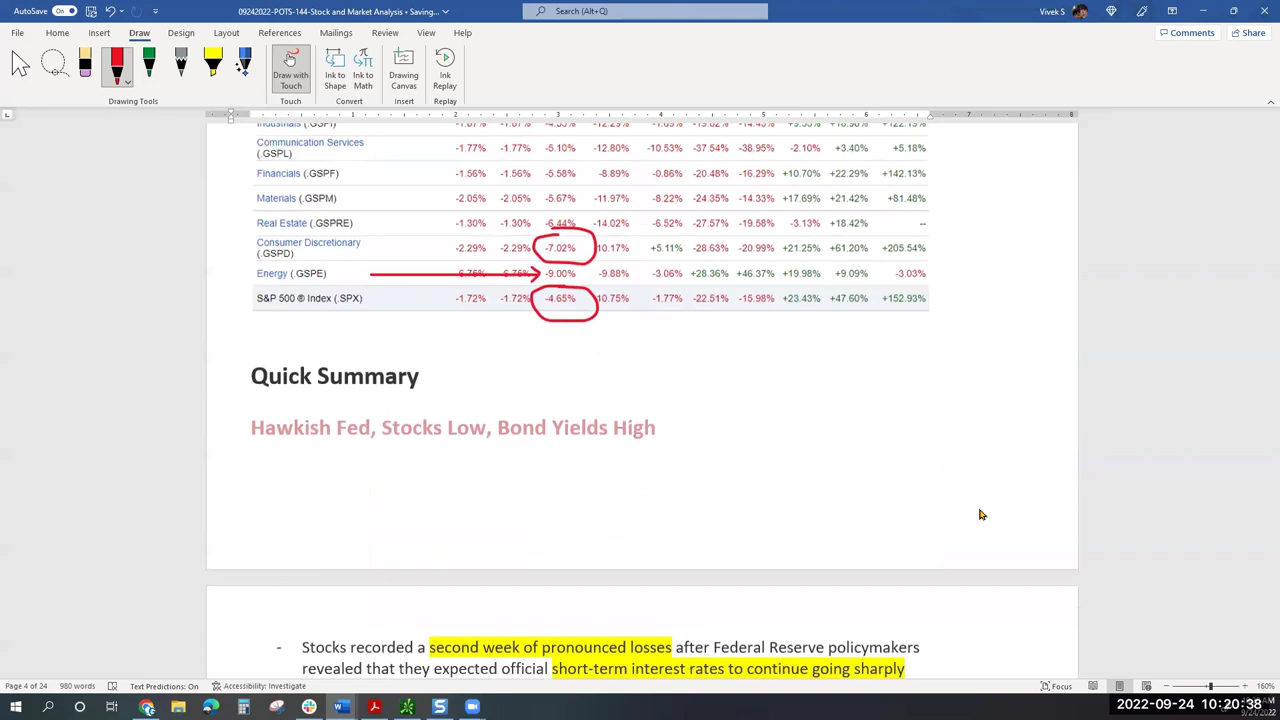 AutoSave On 09242022-POTS-144-Stock and Market Analysis • Saving... Search (Alt+Q) Vivek S
File Home Insert Draw Design Layout References Mailings Review View Help Comments Share
Draw with Touch Ink to Shape Ink to Math Drawing Canvas Ink Replay
Drawing Tools Touch Convert Insert Replay
1 2 3 4 5 6 7 8
Communication Services (.GSPL) -1.77% -1.77% -5.10% -12.80% -10.53% -37.54% -38.95% -2.10% +3.40% +5.18%
Financials (.GSPF) -1.56% -1.56% -5.58% -8.89% -0.86% -20.48% -16.29% +10.70% +22.29% +142.13%
Materials (.GSPM) -2.05% -2.05% -5.67% -11.97% -8.22% -24.35% -14.33% +17.69% +21.42% +81.48%
Real Estate (.GSPRE) -1.30% -1.30% -6.44% -14.02% -6.52% -27.57% -19.58% -3.13% +18.42% --
Consumer Discretionary (.GSPD) -2.29% -2.29% -7.02% 10.17% +5.11% -28.63% -20.99% +21.25% +61.20% +205.54%
Energy (.GSPE) -6.75% -6.75% -9.00% -9.88% -3.06% +28.36% +46.37% +19.98% +9.09% -3.03%
S&P 500 ® Index (.SPX) -1.72% -1.72% -4.65% 10.75% -1.77% -22.51% -15.98% +23.43% +47.60% +152.93%
Quick Summary
Hawkish Fed, Stocks Low, Bond Yields High
- Stocks recorded a second week of pronounced losses after Federal Reserve policymakers
revealed that they expected official short-term interest rates to continue going sharply
Page 4 of 24 980 words Text Predictions: On Accessibility: Investigate Focus 160%
2022-09-24 10:20:38